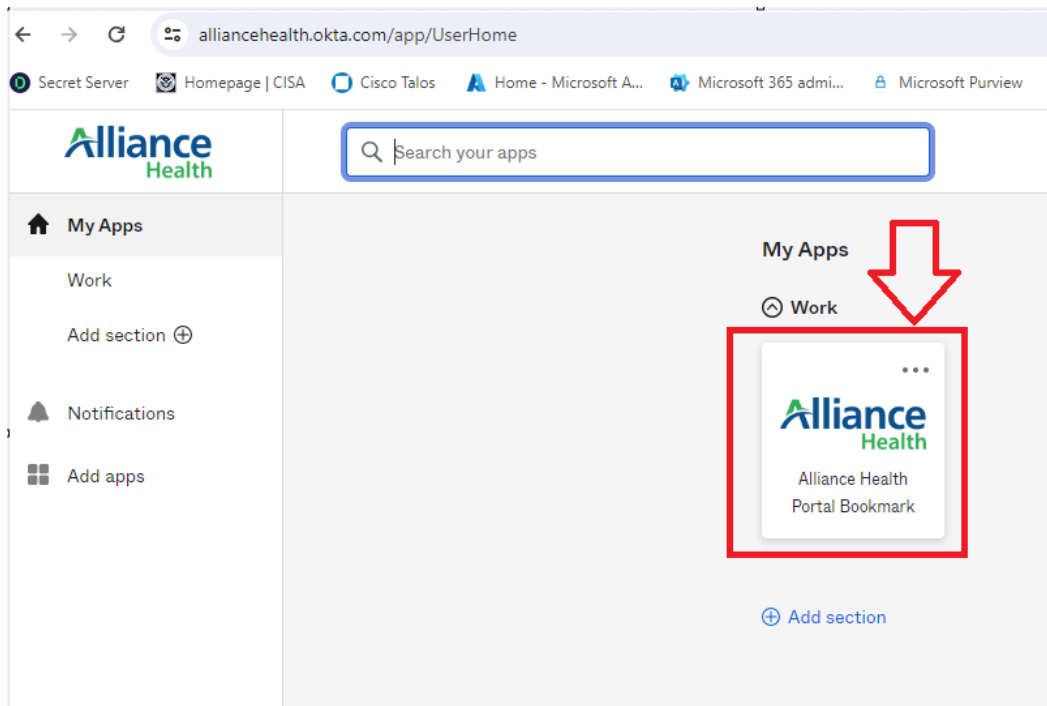 alliancehealth.okta.com/app/UserHome
Secret Server Homepage | CISA Cisco Talos Home - Microsoft A... Microsoft 365 admi... Microsoft Purview
Alliance
Health
Search your apps
My Apps
Work
Add section
Notifications
Add apps
My Apps
Work
Alliance
Health
Alliance Health
Portal Bookmark
Add section